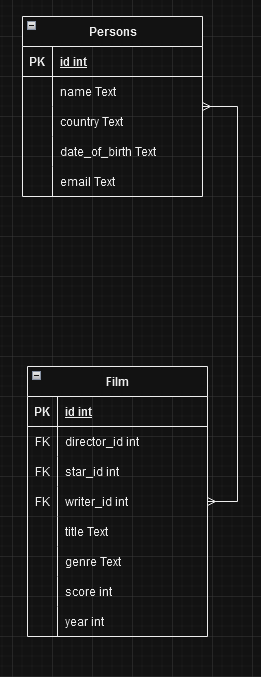 Persons
PK id int
name Text
country Text
date_of_birth Text
email Text
Film
PK id int
FK director_id int
FK star_id int
FK writer_id int
title Text
genre Text
score int
year int